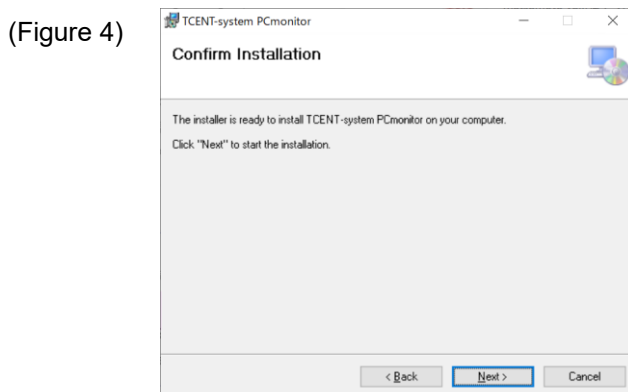 (Figure 4)
TCENT-system PCmonitor
Confirm Installation
The installer is ready to install TCENT-system PCmonitor on your computer.
Click "Next" to start the installation.
< Back
Next >
Cancel